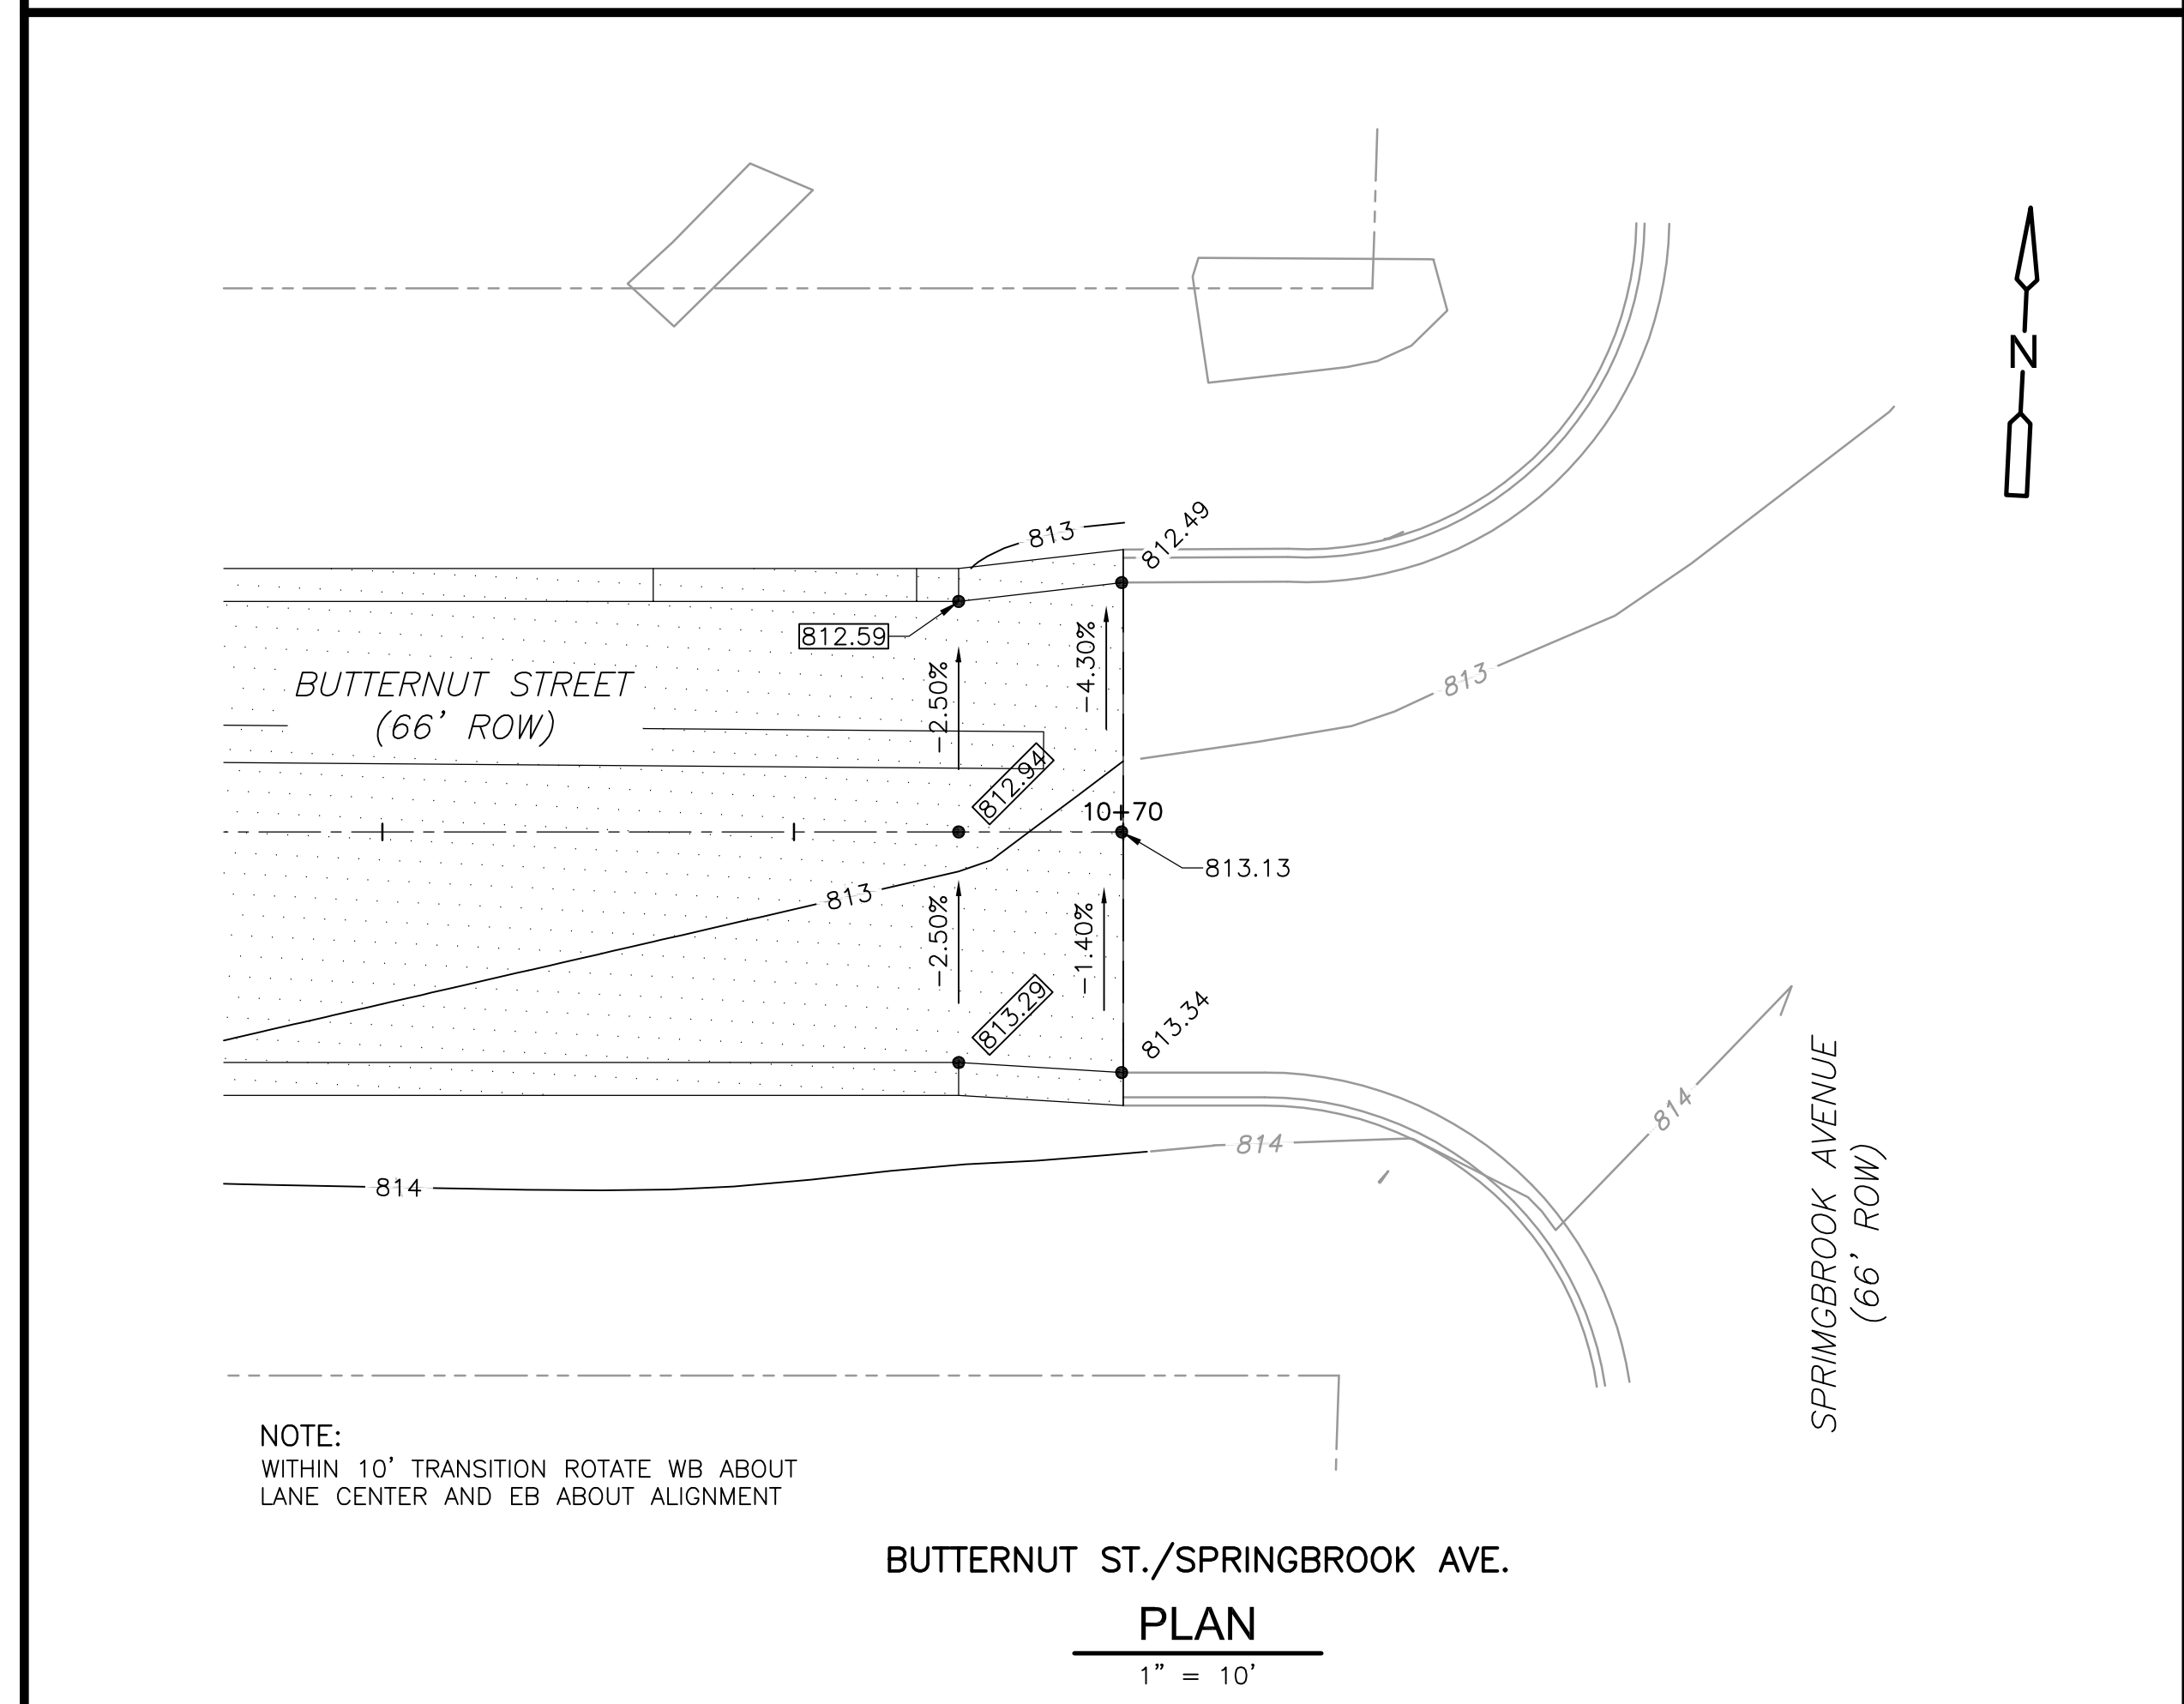 N
813
812.49
812.59
-4.30%
-2.50%
BUTTERNUT STREET
(66' ROW)
813
812.94
10+70
813.13
813
-2.50%
-1.40%
813.29
813.34
814
814
814
SPRIMGBROOK AVENUE
(66' ROW)
NOTE:
WITHIN 10' TRANSITION ROTATE WB ABOUT
LANE CENTER AND EB ABOUT ALIGNMENT
BUTTERNUT ST./SPRINGBROOK AVE.
PLAN
1" = 10'